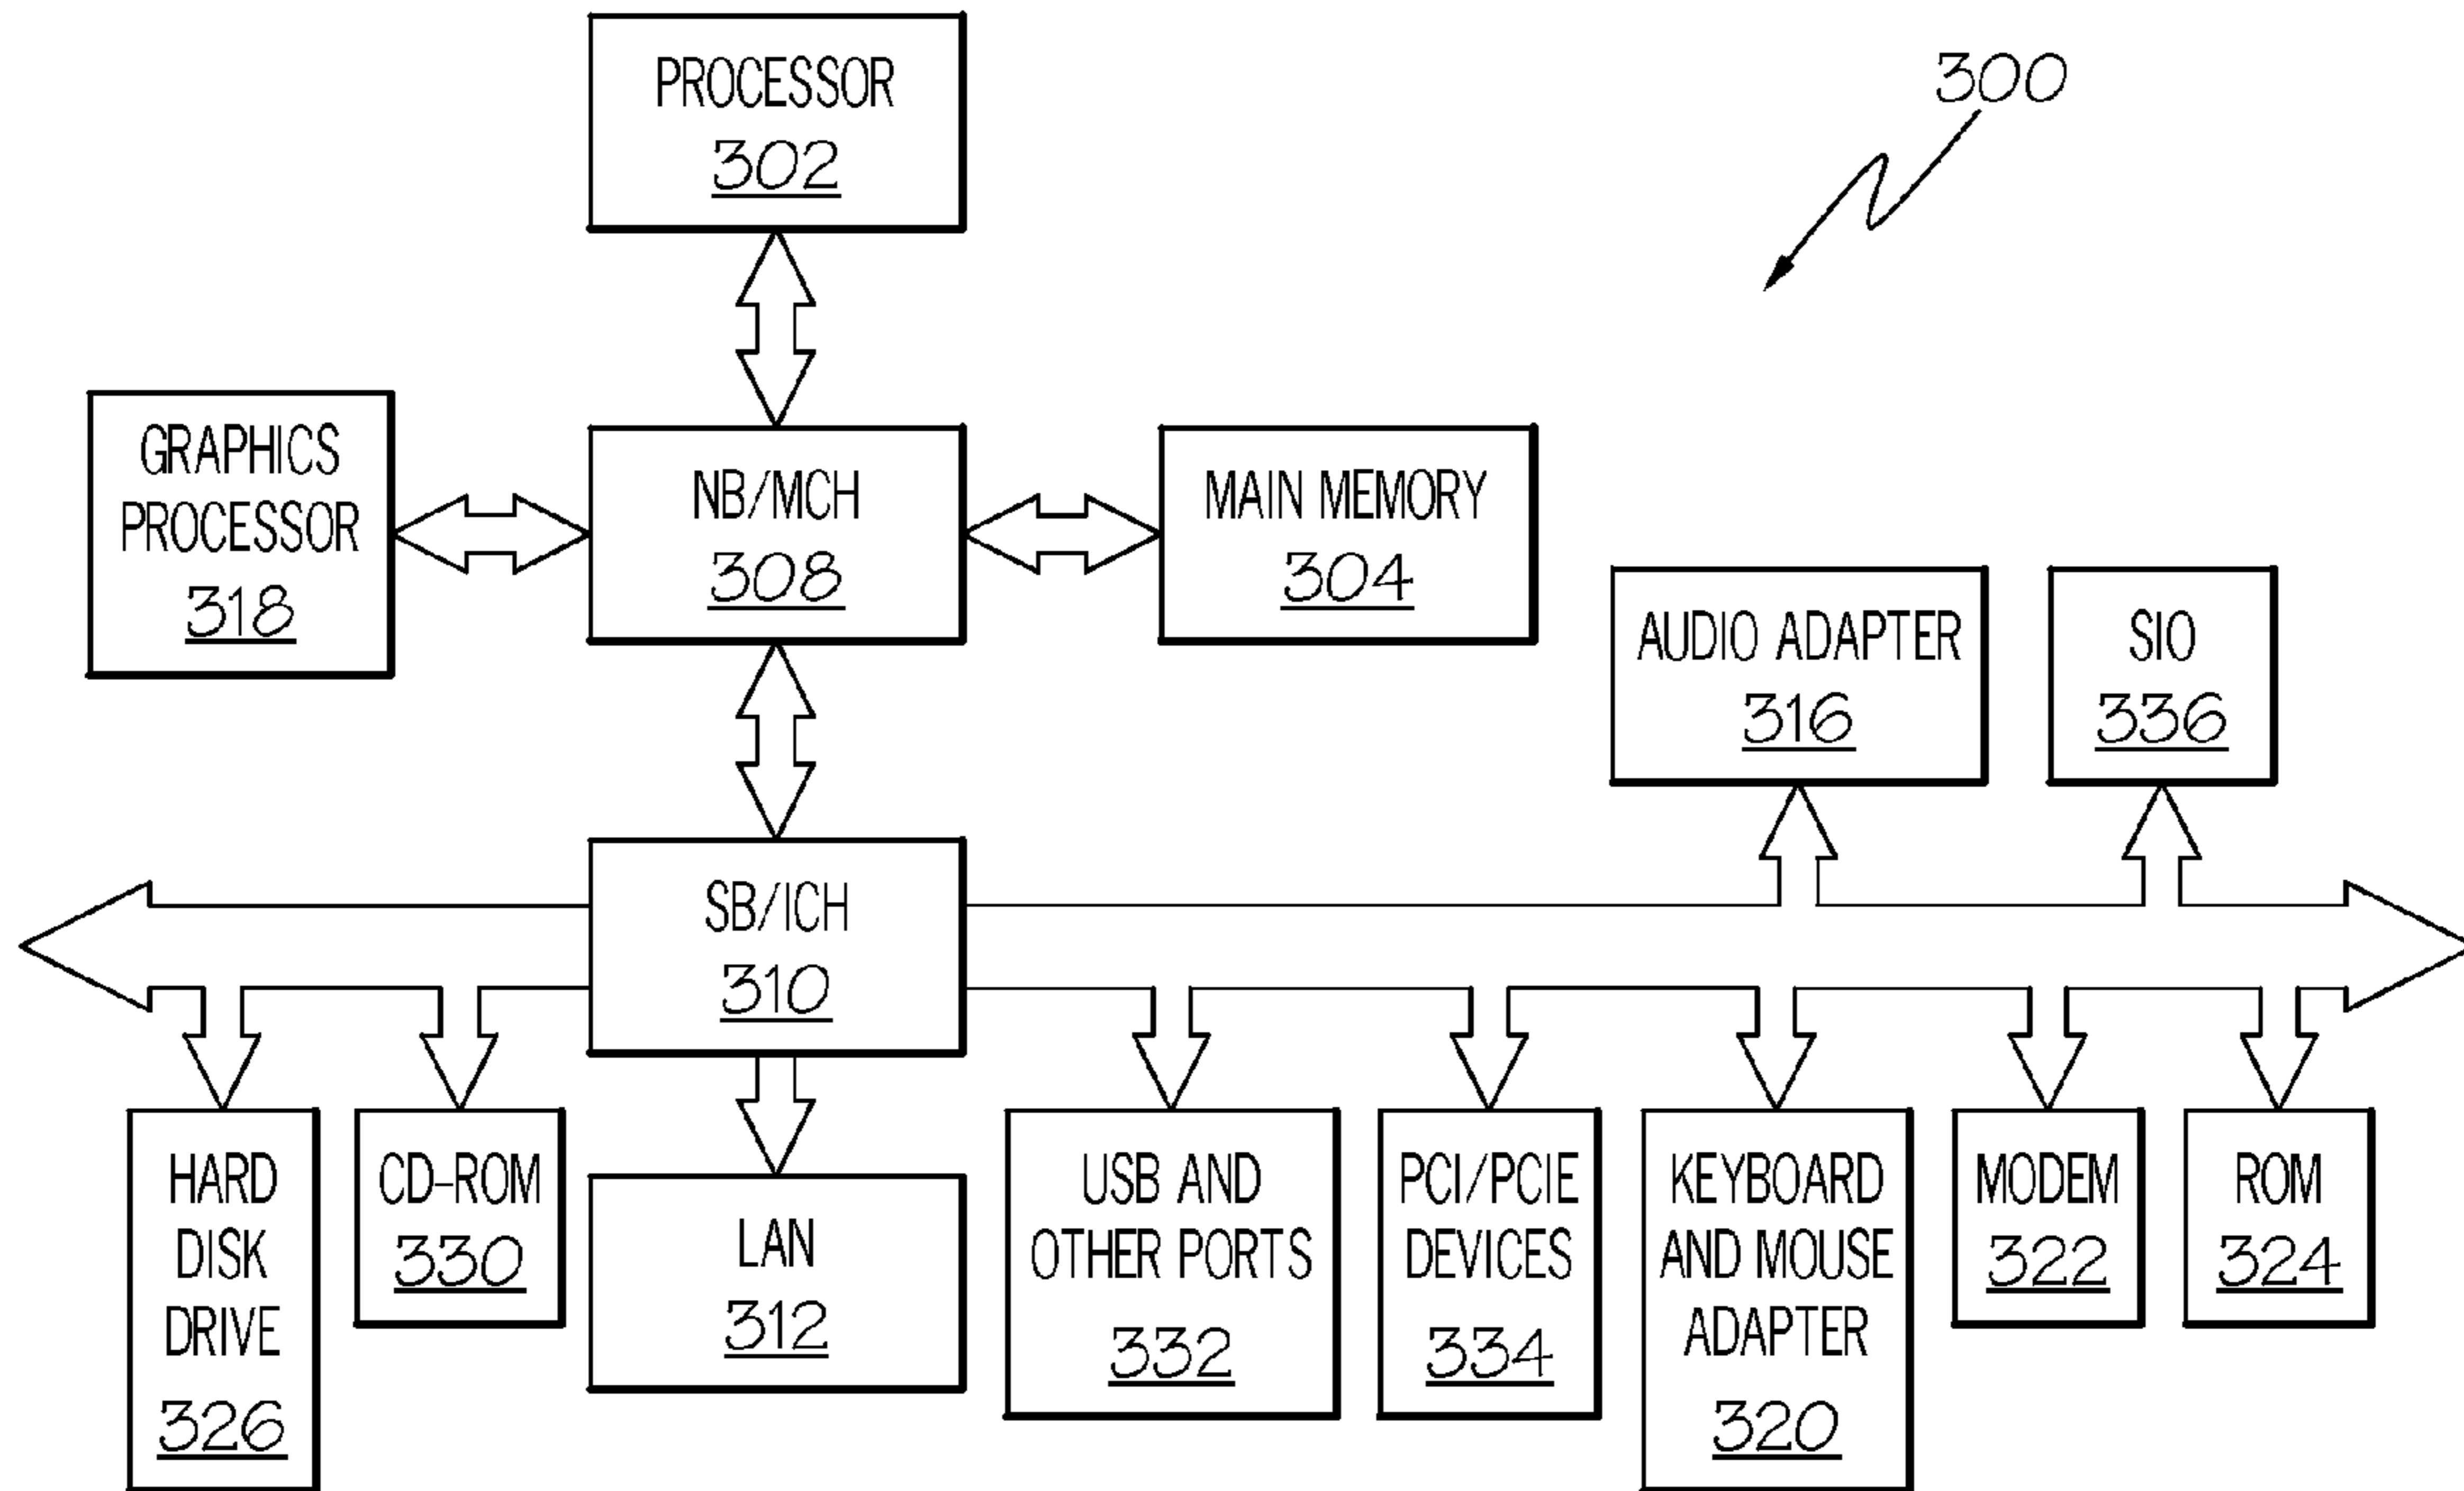 PROCESSOR
302
300
GRAPHICS
PROCESSOR
318
NB/MCH
308
MAIN MEMORY
304
AUDIO ADAPTER
316
SIO
336
SB/ICH
310
HARD
DISK
DRIVE
326
CD-ROM
330
LAN
312
USB AND
OTHER PORTS
332
PCI/PCIE
DEVICES
334
KEYBOARD
AND MOUSE
ADAPTER
320
MODEM
322
ROM
324